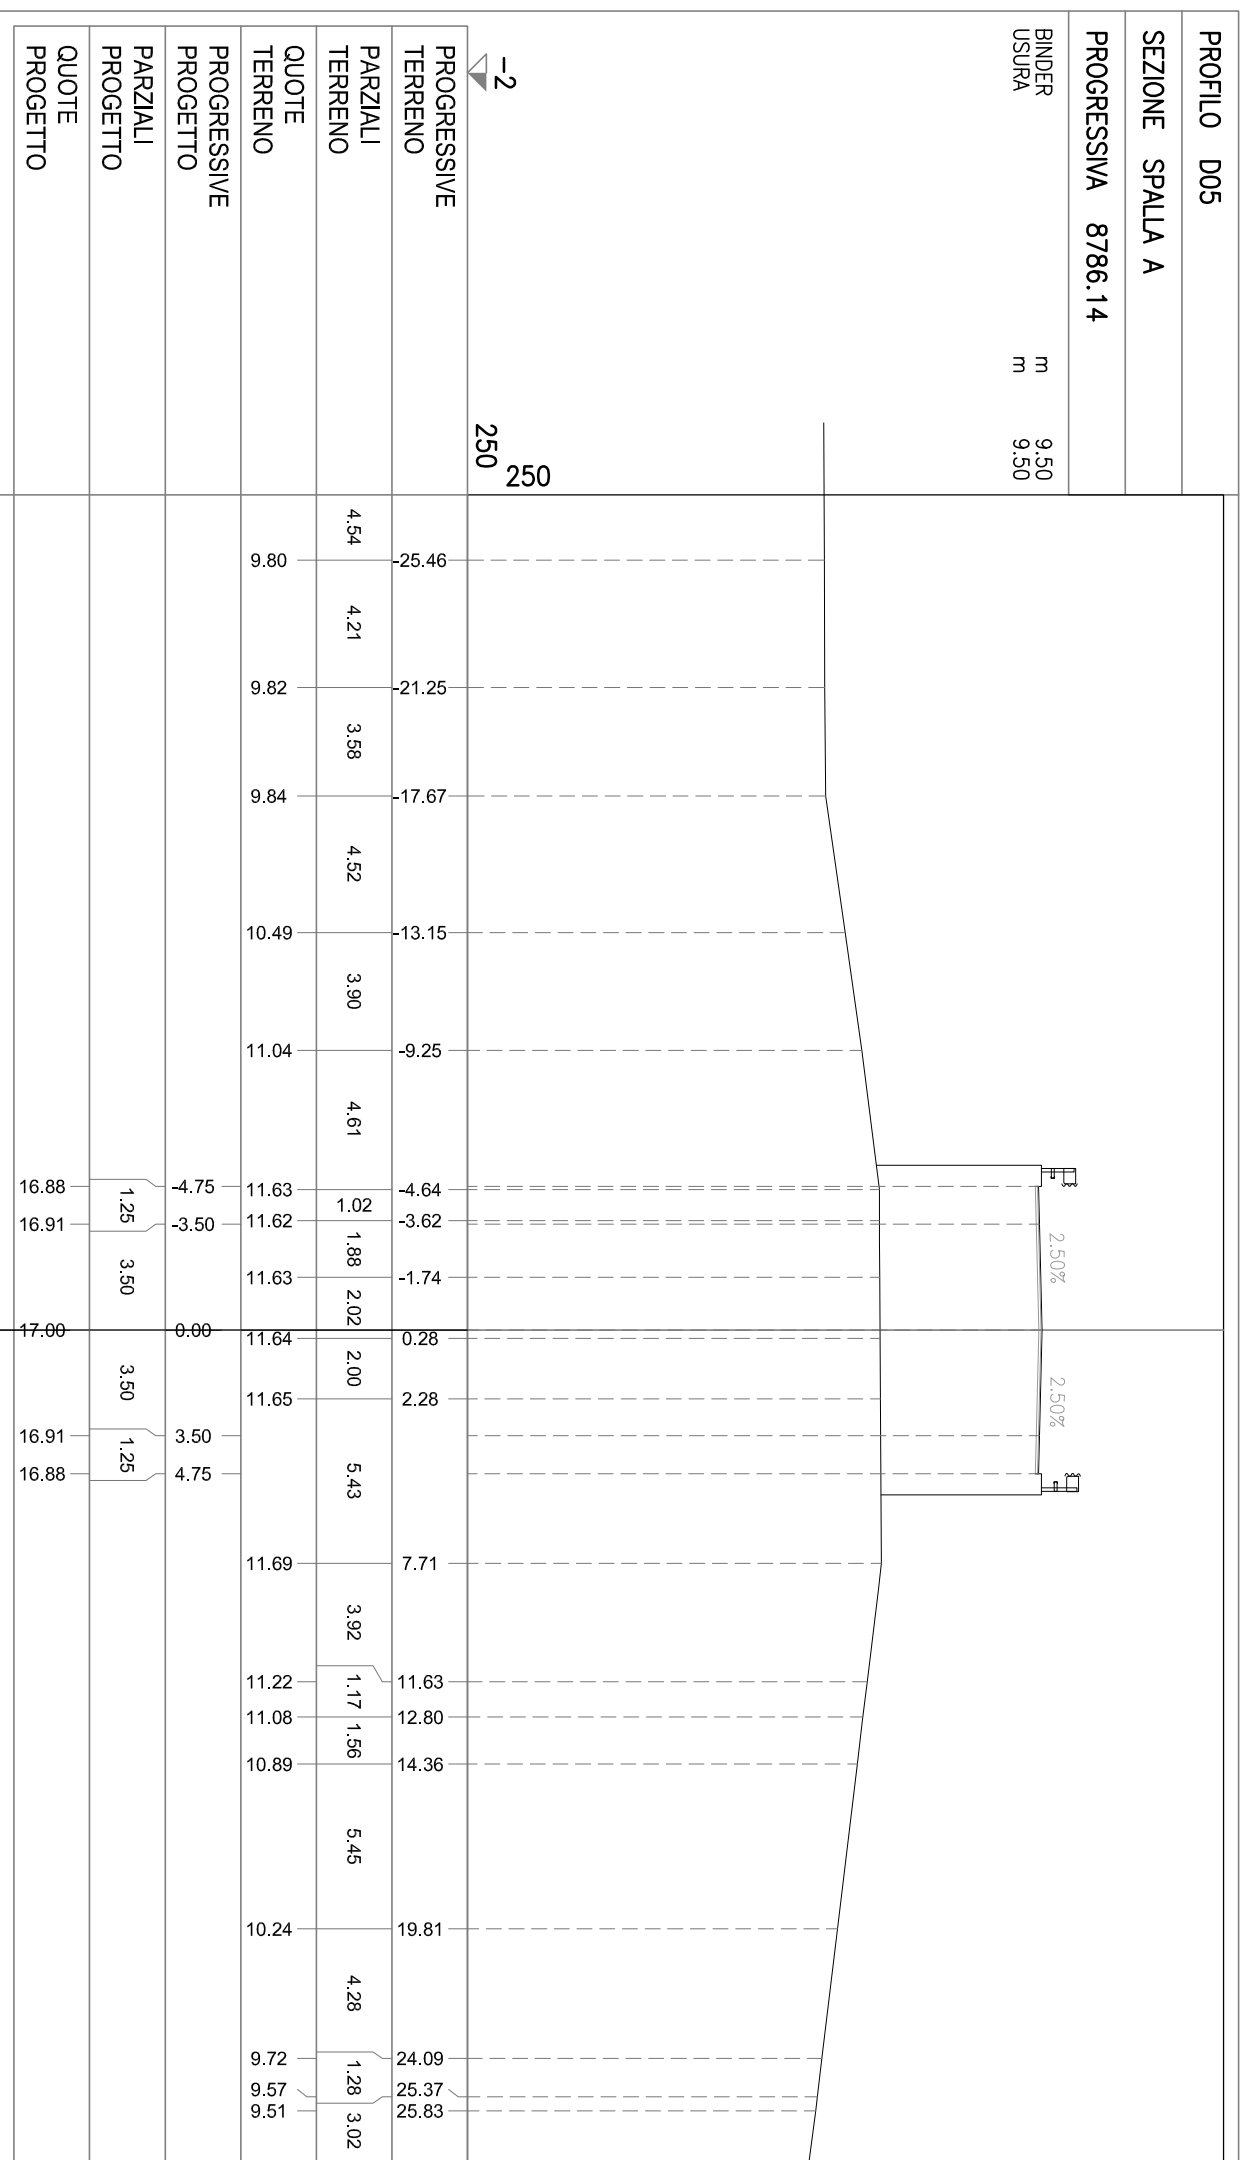 PROFILO D05
SEZIONE SPALLA A
PROGRESSIVA 8786.14
BINDER m 9.50
USURA m 9.50
2.50% 2.50%
250
-2
250
PROGRESSIVE
TERRENO
-25.46 -21.25 -17.67 -13.15 -9.25 -4.64 -3.62 -1.74 0.28 2.28 7.71 11.63 12.80 14.36 19.81 24.09 25.37 25.83
PARZIALI
TERRENO
4.54 4.21 3.58 4.52 3.90 4.61 1.02 1.88 2.02 2.00 5.43 3.92 1.17 1.56 5.45 4.28 1.28 3.02
QUOTE
TERRENO
9.80 9.82 9.84 10.49 11.04 11.63 11.62 11.63 11.64 11.65 11.69 11.22 11.08 10.89 10.24 9.72 9.57 9.51
PROGRESSIVE
PROGETTO
-4.75 -3.50 0.00 3.50 4.75
PARZIALI
PROGETTO
1.25 3.50 3.50 1.25
QUOTE
PROGETTO
16.88 16.91 17.00 16.91 16.88